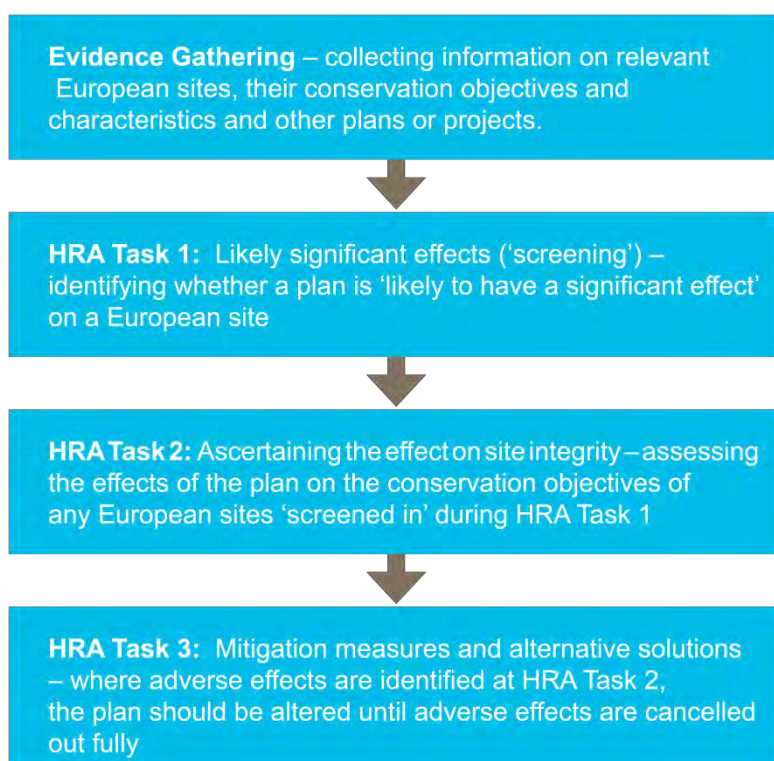 Evidence Gathering – collecting information on relevant
European sites, their conservation objectives and
characteristics and other plans or projects.
HRA Task 1: Likely significant effects (‘screening’) –
identifying whether a plan is ‘likely to have a significant effect’
on a European site
HRA Task 2: Ascertaining the effect on site integrity – assessing
the effects of the plan on the conservation objectives of
any European sites ‘screened in’ during HRA Task 1
HRA Task 3: Mitigation measures and alternative solutions
– where adverse effects are identified at HRA Task 2,
the plan should be altered until adverse effects are cancelled
out fully